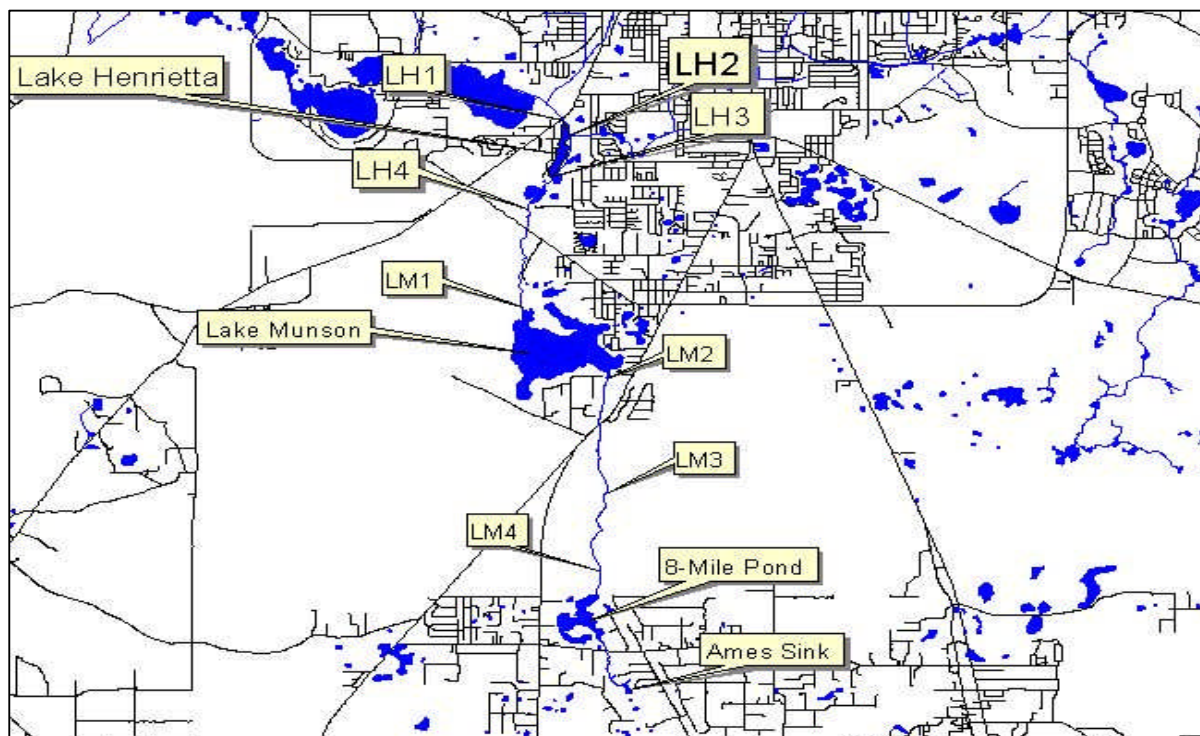 Lake Henrietta
LH1
LH2
LH3
LH4
LM1
Lake Munson
LM2
LM3
LM4
8-Mile Pond
Ames Sink